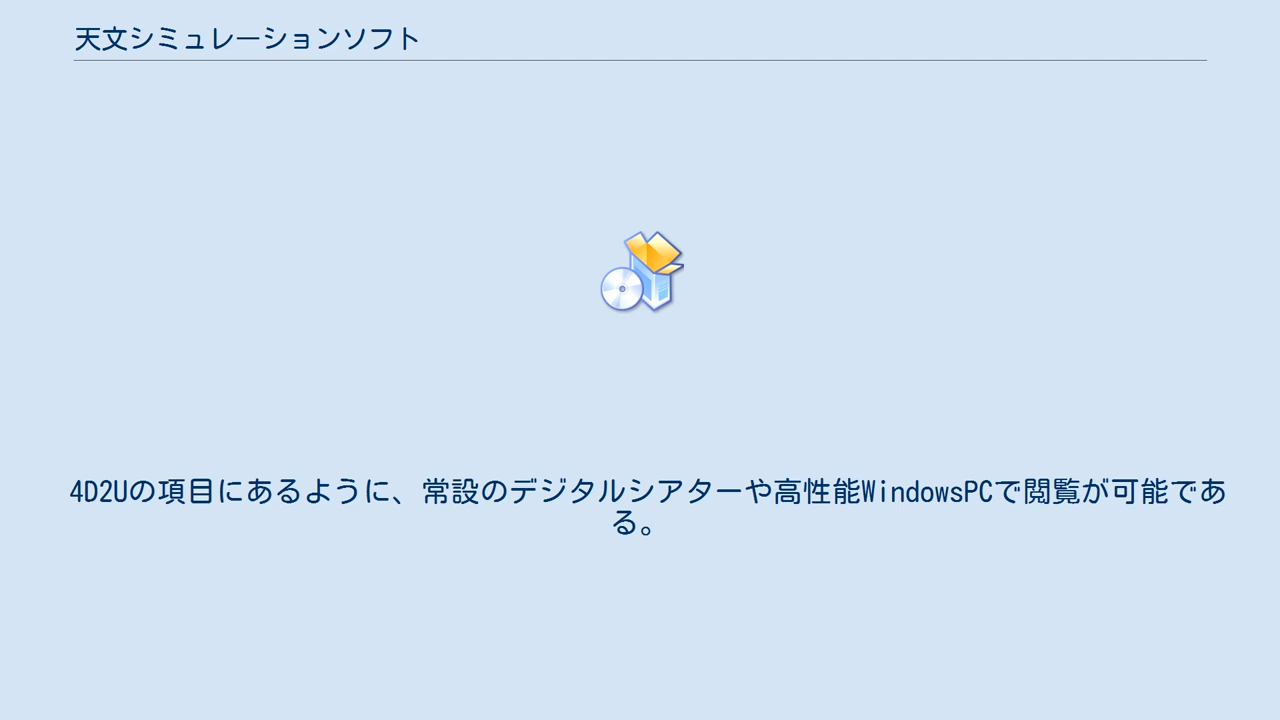 天文シミュレーションソフト
4D2Uの項目にあるように、常設のデジタルシアターや高性能WindowsPCで閲覧が可能であ
る。